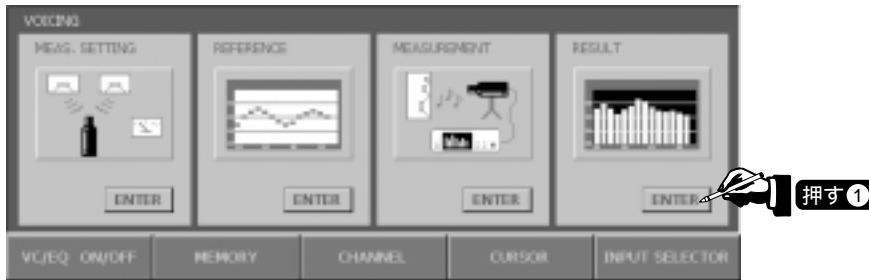 VOICING
MEAS. SETTING
REFERENCE
MEASUREMENT
RESULT
ENTER
ENTER
ENTER
ENTER
押す❶
VC/EQ ON/OFF
MEMORY
CHANNEL
CURSOR
INPUT SELECTOR